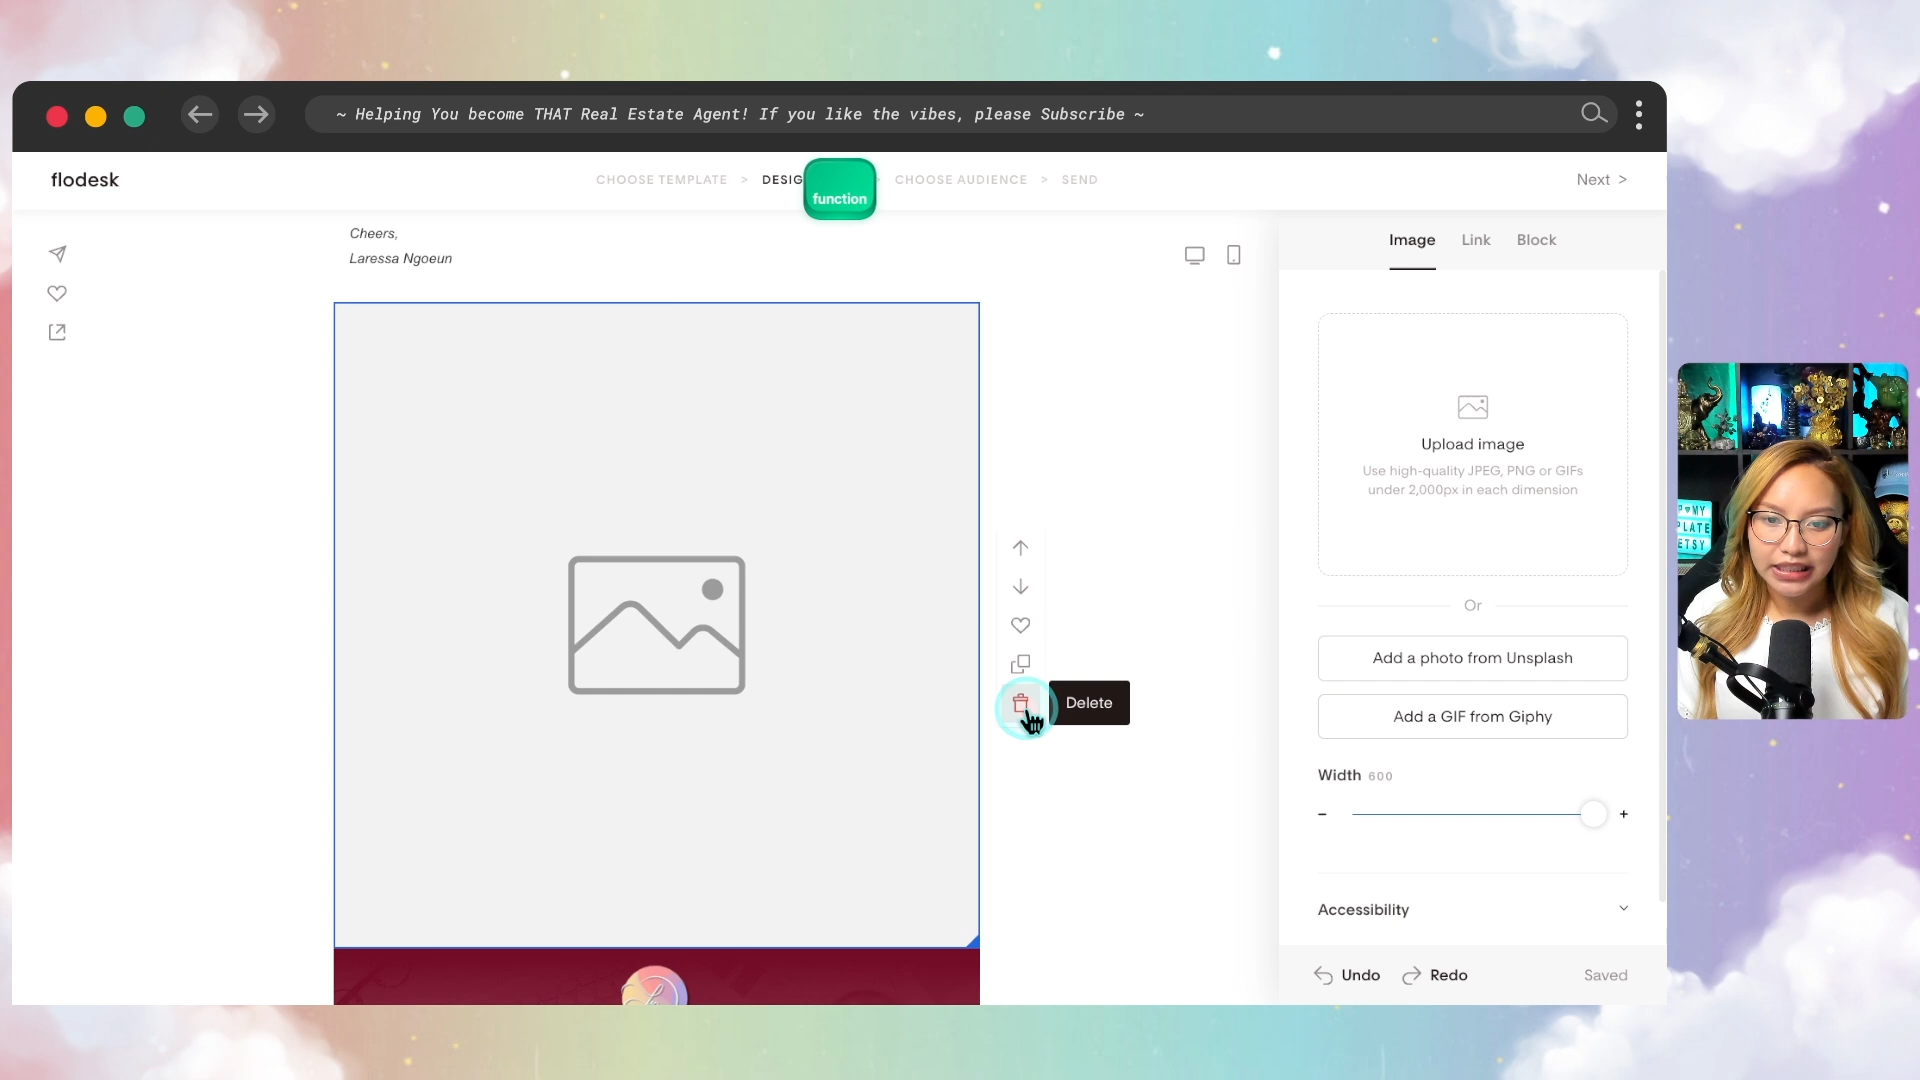 ~ Helping You become THAT Real Estate Agent! If you like the vibes, please Subscribe ~
flodesk
CHOOSE TEMPLATE > DESIG
function
> CHOOSE AUDIENCE > SEND
Next >
Cheers,
Laressa Ngoeun
Image Link Block
Upload image
Use high-quality JPEG, PNG or GIFs
under 2,000px in each dimension
Or
Add a photo from Unsplash
Add a GIF from Giphy
Delete
Width 600
- +
Accessibility
Undo Redo Saved
P♥MY
PLATE
ETSY